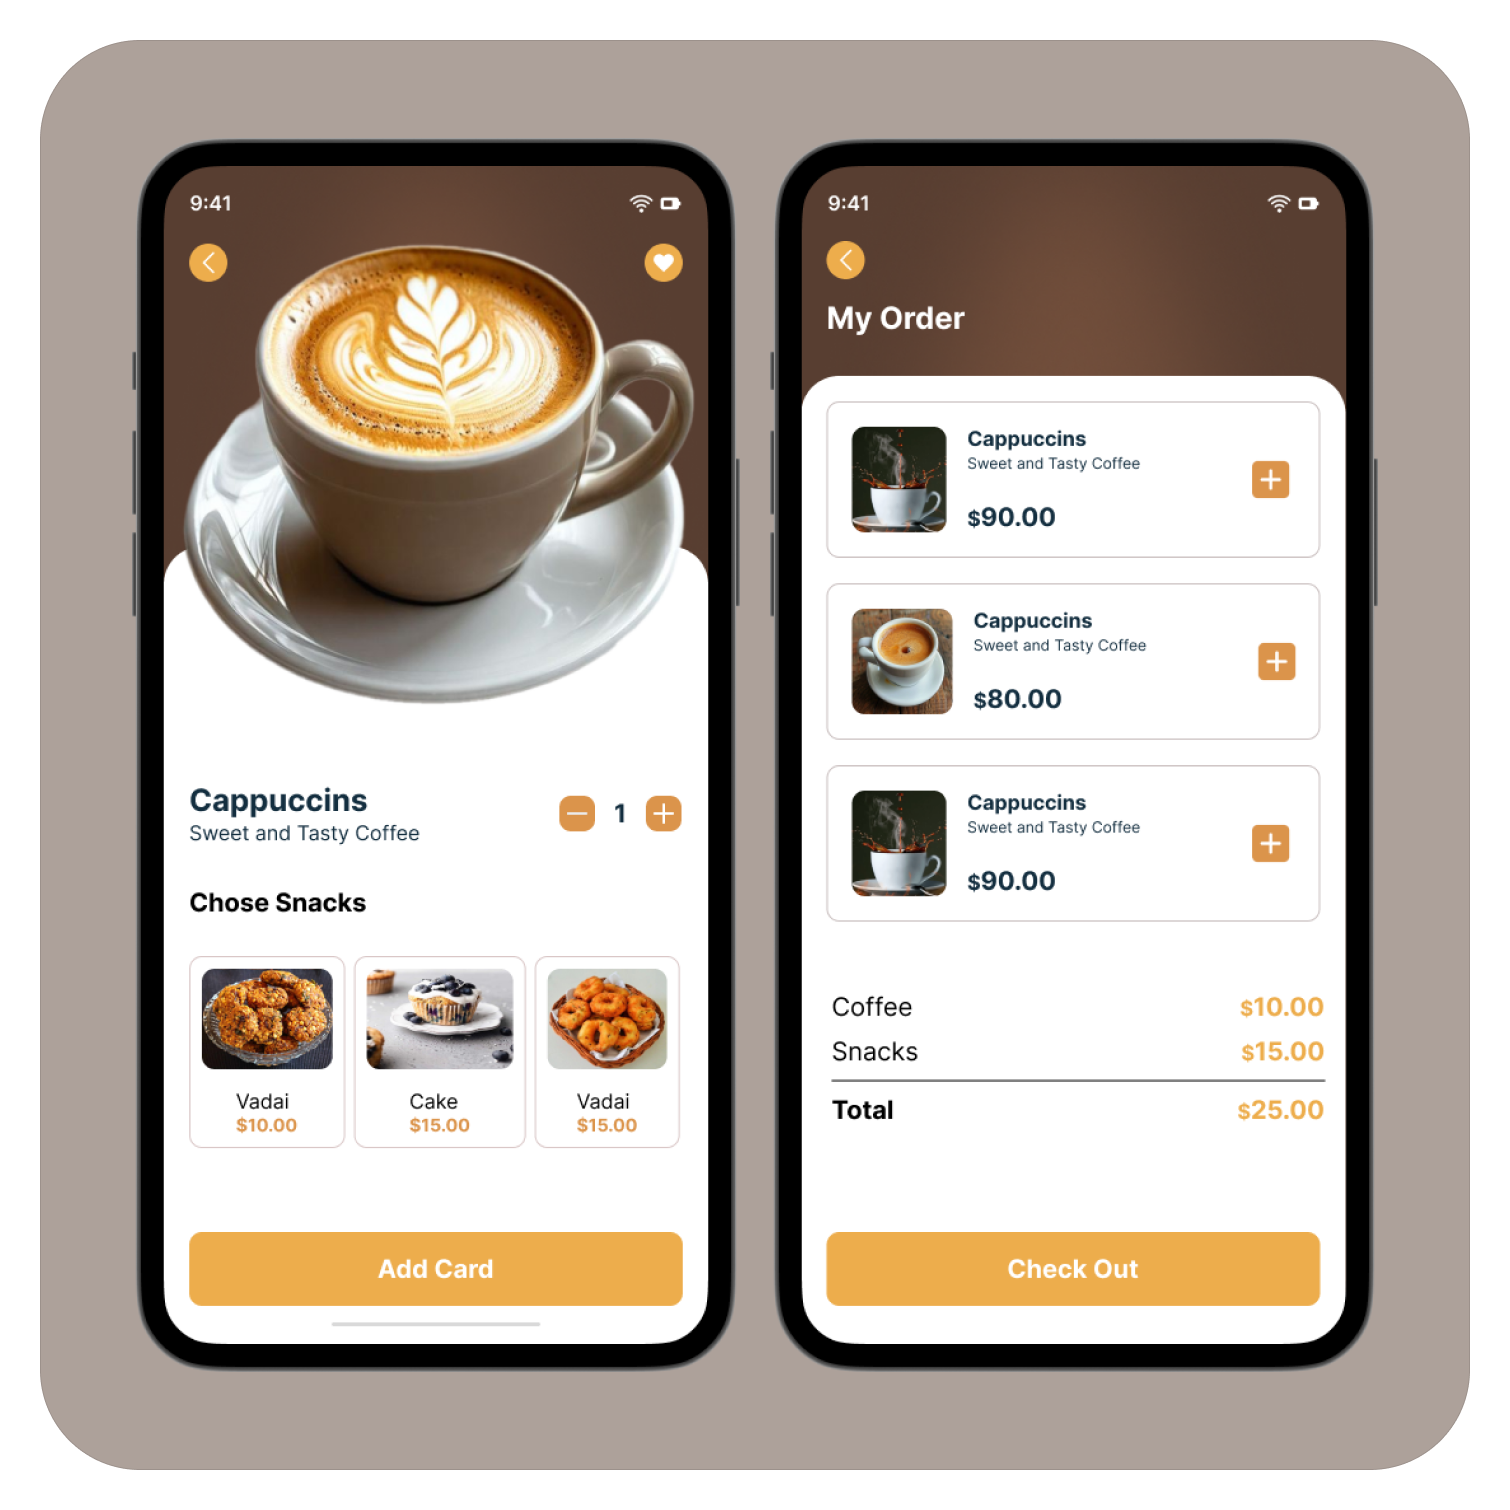 9:41
Cappuccins
Sweet and Tasty Coffee
1
Chose Snacks
Vadai
$10.00
Cake
$15.00
Vadai
$15.00
Add Card
9:41
My Order
Cappuccins
Sweet and Tasty Coffee
$90.00
Cappuccins
Sweet and Tasty Coffee
$80.00
Cappuccins
Sweet and Tasty Coffee
$90.00
Coffee $10.00
Snacks $15.00
Total $25.00
Check Out